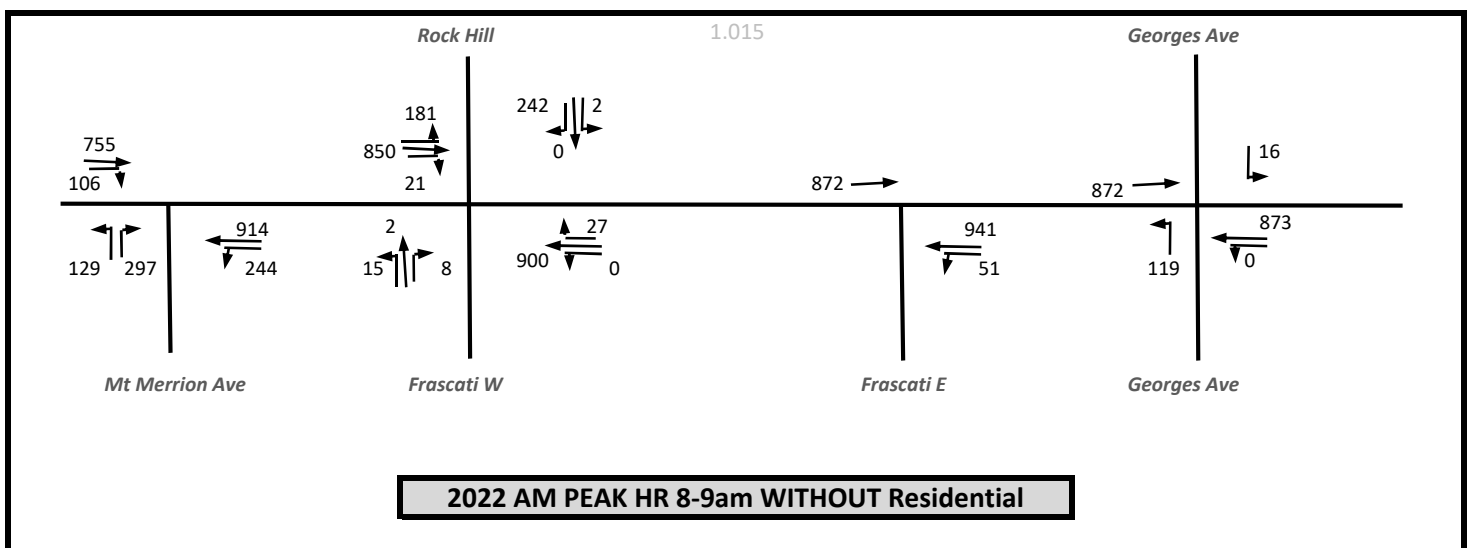 Rock Hill 1.015 Georges Ave
181 242 2
755 850 0 16
106 21 872 872
2 27 873
914 900 0 941 0
129 297 244 15 8 51 119
Mt Merrion Ave Frascati W Frascati E Georges Ave
2022 AM PEAK HR 8-9am WITHOUT Residential